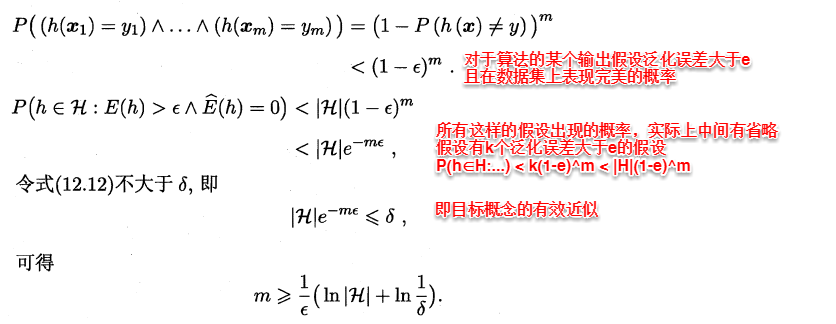 P((h(x₁) = y₁) ∧ … ∧ (h(xₘ) = yₘ)) = (1 − P(h(x) ≠ y))ᵐ
< (1 − ϵ)ᵐ .
对于算法的某个输出假设泛化误差大于e
且在数据集上表现完美的概率
P(h ∈ ℋ : E(h) > ϵ ∧ Ê(h) = 0) < |ℋ|(1 − ϵ)ᵐ
< |ℋ|e^{−mϵ} ,
所有这样的假设出现的概率，实际上中间有省略
假设有k个泛化误差大于e的假设
P(h∈H:...) < k(1-e)^m < |H|(1-e)^m
令式(12.12)不大于 δ, 即
|ℋ|e^{−mϵ} ⩽ δ ,
即目标概念的有效近似
可得
m ⩾ \frac{1}{ϵ}(ln|ℋ| + ln\frac{1}{δ}).